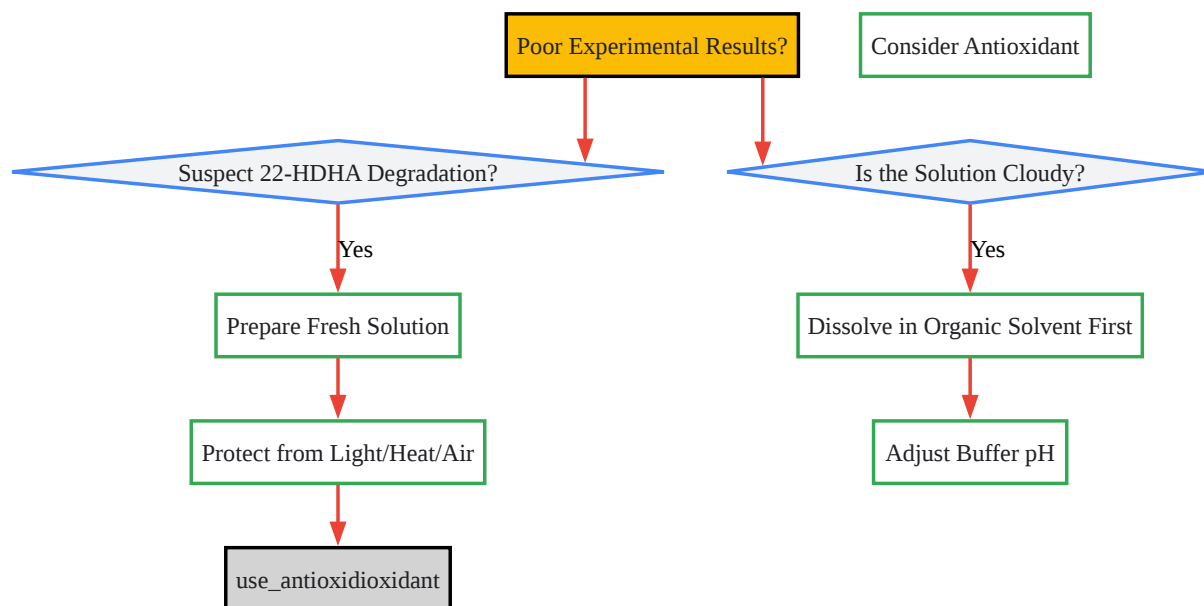 Poor Experimental Results?
Consider Antioxidant
Suspect 22-HDHA Degradation?
Is the Solution Cloudy?
Yes
Yes
Prepare Fresh Solution
Dissolve in Organic Solvent First
Protect from Light/Heat/Air
Adjust Buffer pH
use_antioxidioxidant